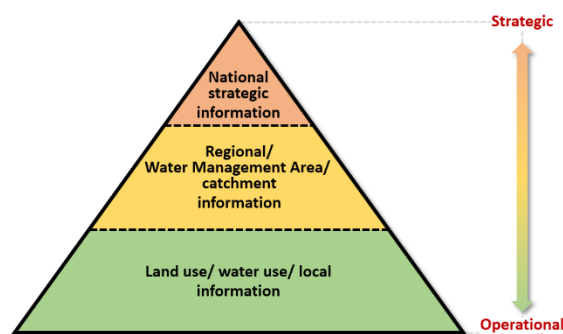 Strategic
National
strategic
information
Regional/
Water Management Area/
catchment
information
Land use/ water use/ local
information
Operational